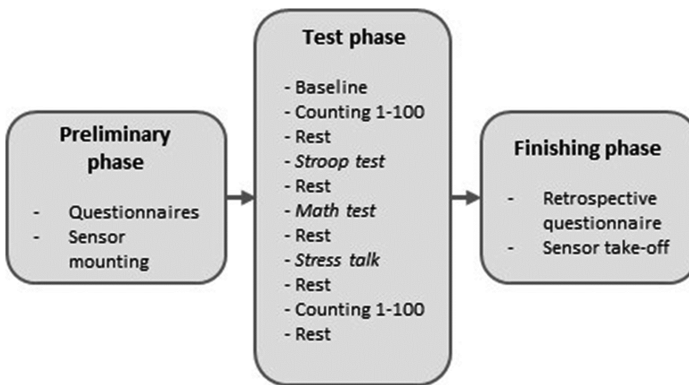 Preliminary
phase
- Questionnaires
- Sensor
mounting
Test phase
- Baseline
- Counting 1-100
- Rest
- Stroop test
- Rest
- Math test
- Rest
- Stress talk
- Rest
- Counting 1-100
- Rest
Finishing phase
- Retrospective
questionnaire
- Sensor take-off